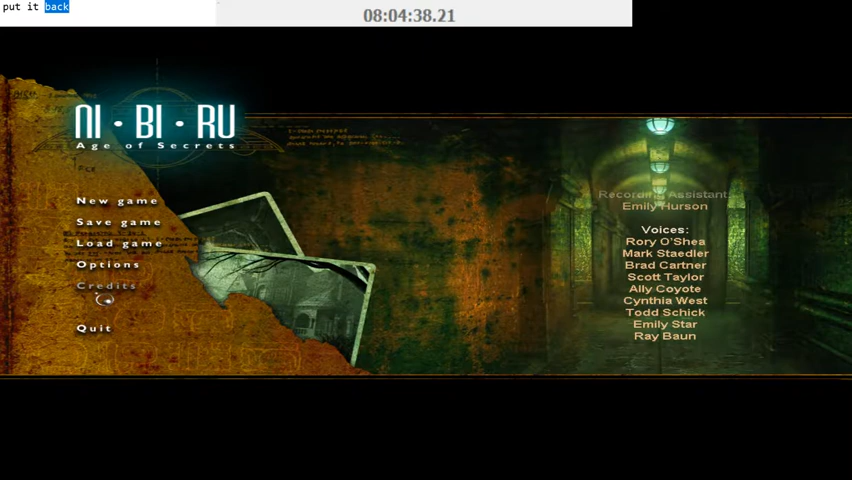 put it back
08:04:38.21
NI • BI • RU
Age of Secrets
New game
Save game
Load game
Options
Credits
Quit
Recording Assistant
Emily Hurson
Voices:
Rory O'Shea
Mark Staedler
Brad Cartner
Scott Taylor
Ally Coyote
Cynthia West
Todd Schick
Emily Star
Ray Baun